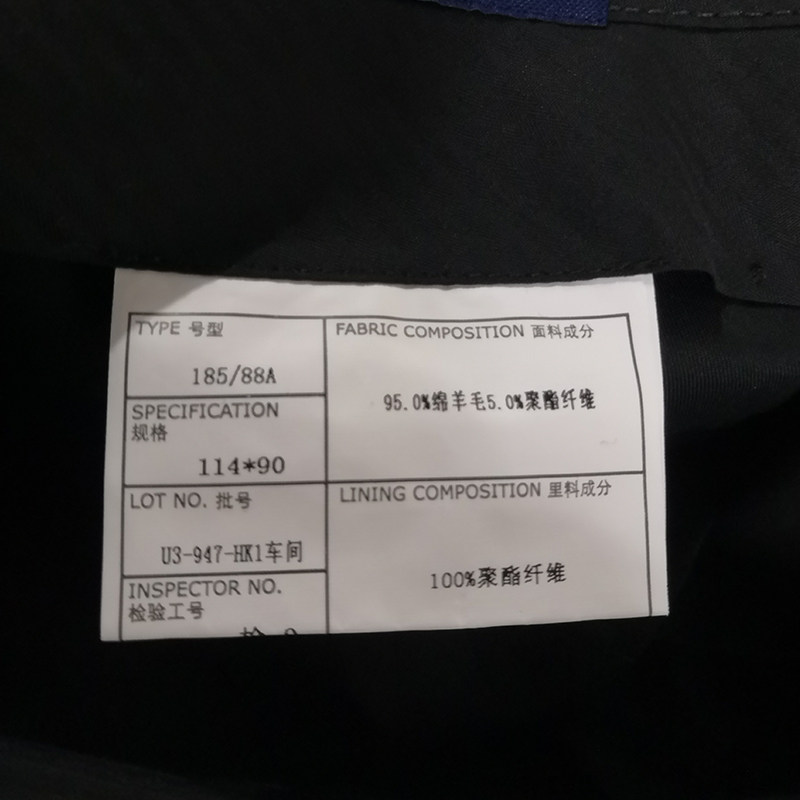 TYPE 号型
185/88A
SPECIFICATION
规格
114*90
LOT NO. 批号
U3-947-HK1车间
INSPECTOR NO.
检验工号
FABRIC COMPOSITION 面料成分
95.0%绵羊毛5.0%聚酯纤维
LINING COMPOSITION 里料成分
100%聚酯纤维